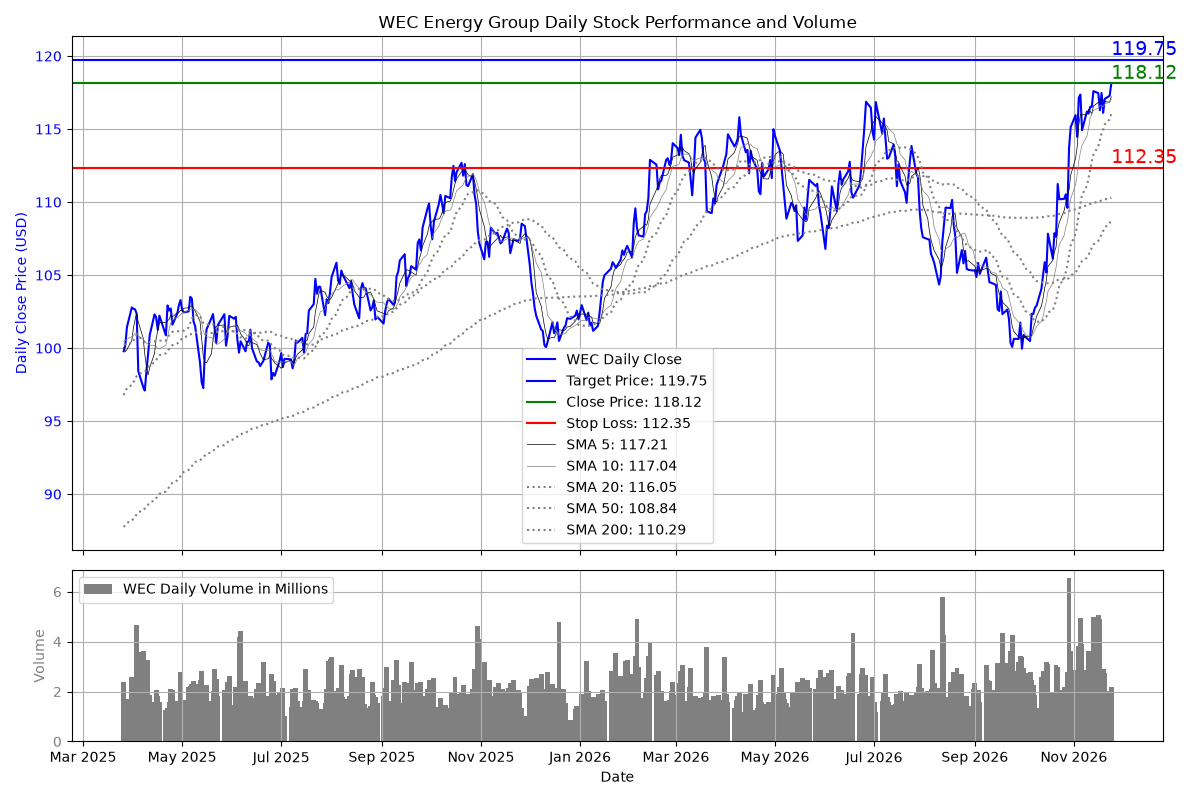 WEC Energy Group Daily Stock Performance and Volume
120
115
110
105
100
95
90
Daily Close Price (USD)
119.75
118.12
112.35
WEC Daily Close
Target Price: 119.75
Close Price: 118.12
Stop Loss: 112.35
SMA 5: 117.21
SMA 10: 117.04
SMA 20: 116.05
SMA 50: 108.84
SMA 200: 110.29
WEC Daily Volume in Millions
6
4
2
0
Volume
Mar 2025 May 2025 Jul 2025 Sep 2025 Nov 2025 Jan 2026 Mar 2026 May 2026 Jul 2026 Sep 2026 Nov 2026
Date